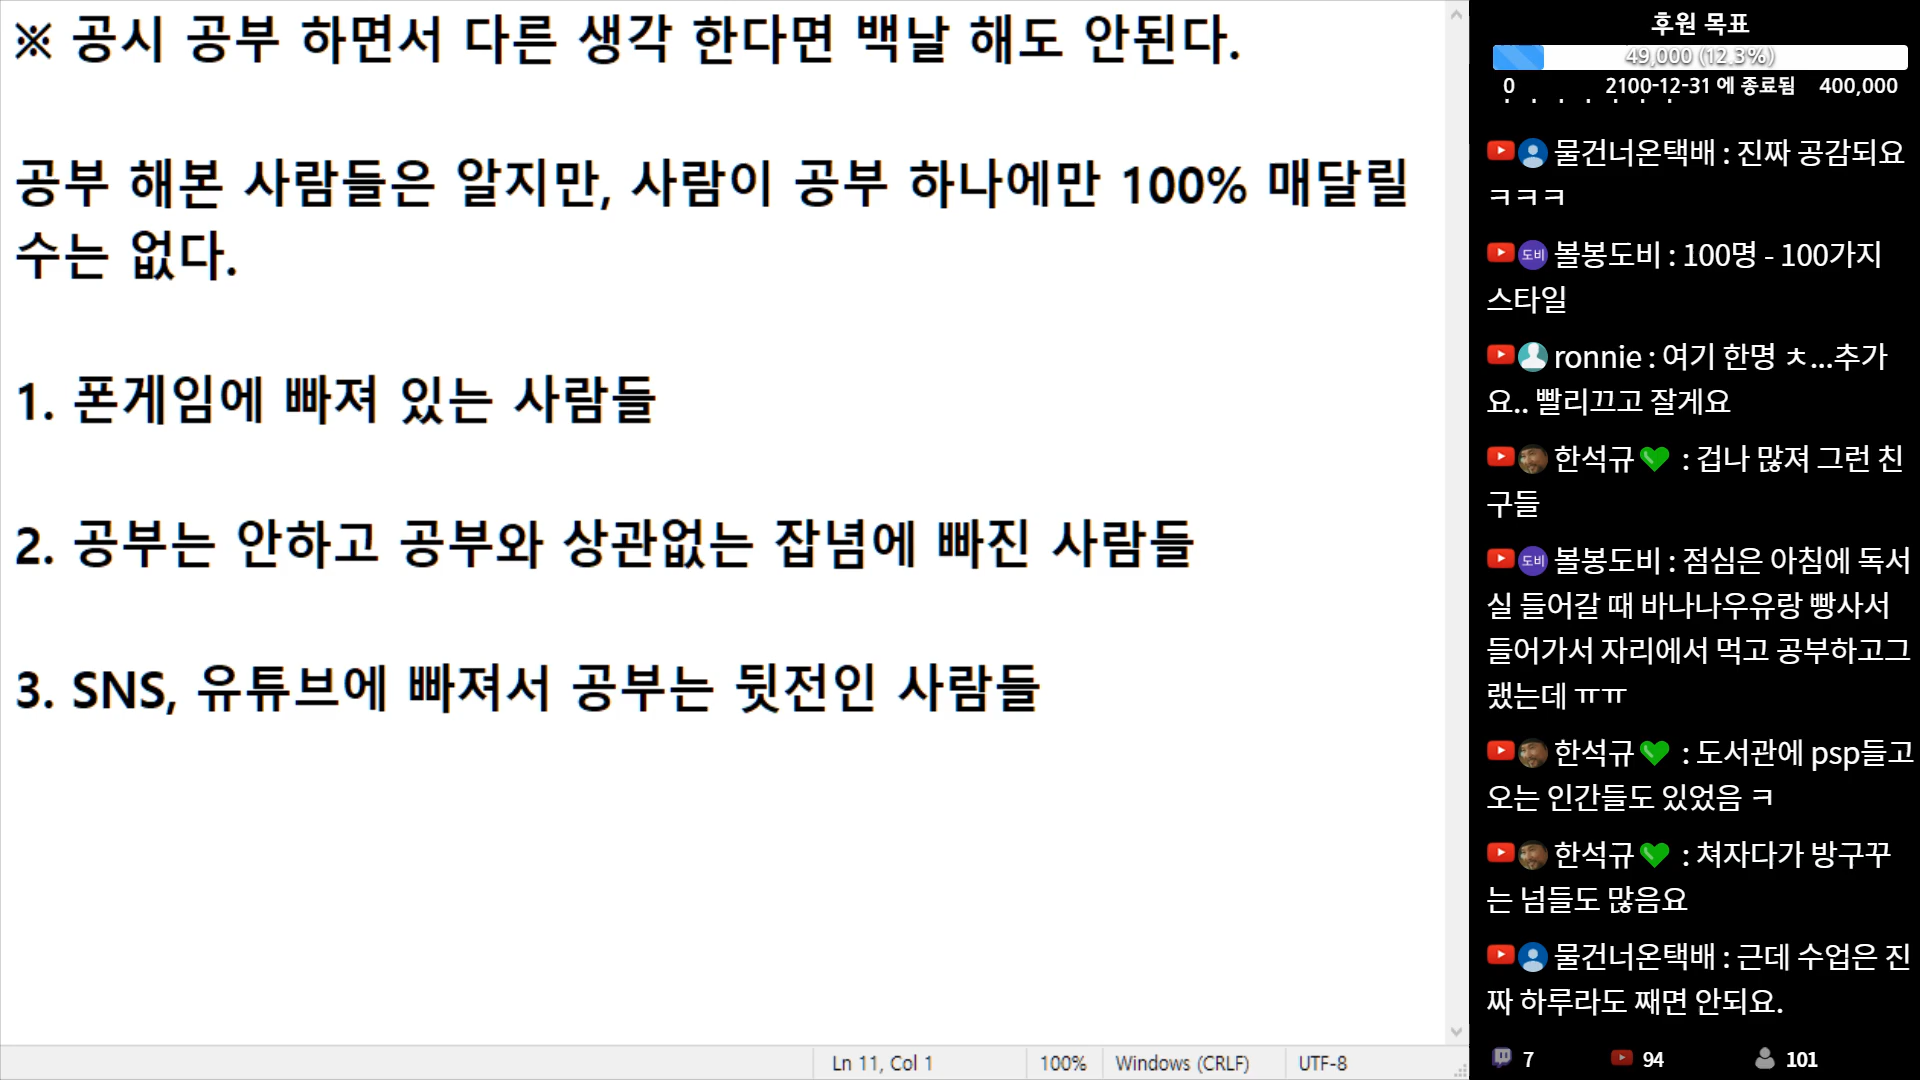 ※ 공시 공부 하면서 다른 생각 한다면 백날 해도 안된다.
공부 해본 사람들은 알지만, 사람이 공부 하나에만 100% 매달릴
수는 없다.
1. 폰게임에 빠져 있는 사람들
2. 공부는 안하고 공부와 상관없는 잡념에 빠진 사람들
3. SNS, 유튜브에 빠져서 공부는 뒷전인 사람들
Ln 11, Col 1
100%
Windows (CRLF)
UTF-8
후원 목표
49,000 (12.3%)
0 2100-12-31 에 종료됨 400,000
물건너온택배 : 진짜 공감되요
ㅋㅋㅋ
도비 볼봉도비 : 100명 - 100가지
스타일
ronnie : 여기 한명 ㅊ...추가
요.. 빨리끄고 잘게요
한석규 : 겁나 많져 그런 친
구들
도비 볼봉도비 : 점심은 아침에 독서
실 들어갈 때 바나나우유랑 빵사서
들어가서 자리에서 먹고 공부하고그
랬는데 ㅠㅠ
한석규 : 도서관에 psp들고
오는 인간들도 있었음 ㅋ
한석규 : 쳐자다가 방구꾸
는 넘들도 많음요
물건너온택배 : 근데 수업은 진
짜 하루라도 째면 안되요.
7 94 101